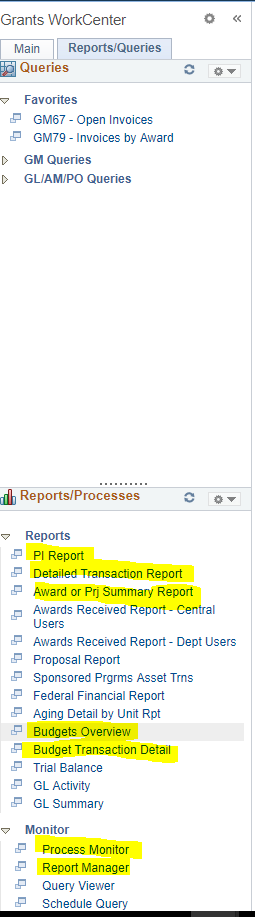 Grants WorkCenter
Main
Reports/Queries
Queries
Favorites
GM67 - Open Invoices
GM79 - Invoices by Award
GM Queries
GL/AM/PO Queries
Reports/Processes
Reports
PI Report
Detailed Transaction Report
Award or Prj Summary Report
Awards Received Report - Central
Users
Awards Received Report - Dept Users
Proposal Report
Sponsored Prgrms Asset Trns
Federal Financial Report
Aging Detail by Unit Rpt
Budgets Overview
Budget Transaction Detail
Trial Balance
GL Activity
GL Summary
Monitor
Process Monitor
Report Manager
Query Viewer
Schedule Query